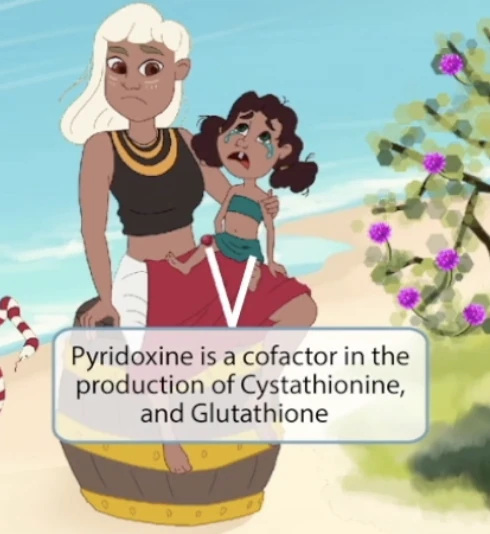 Pyridoxine is a cofactor in the
production of Cystathionine,
and Glutathione